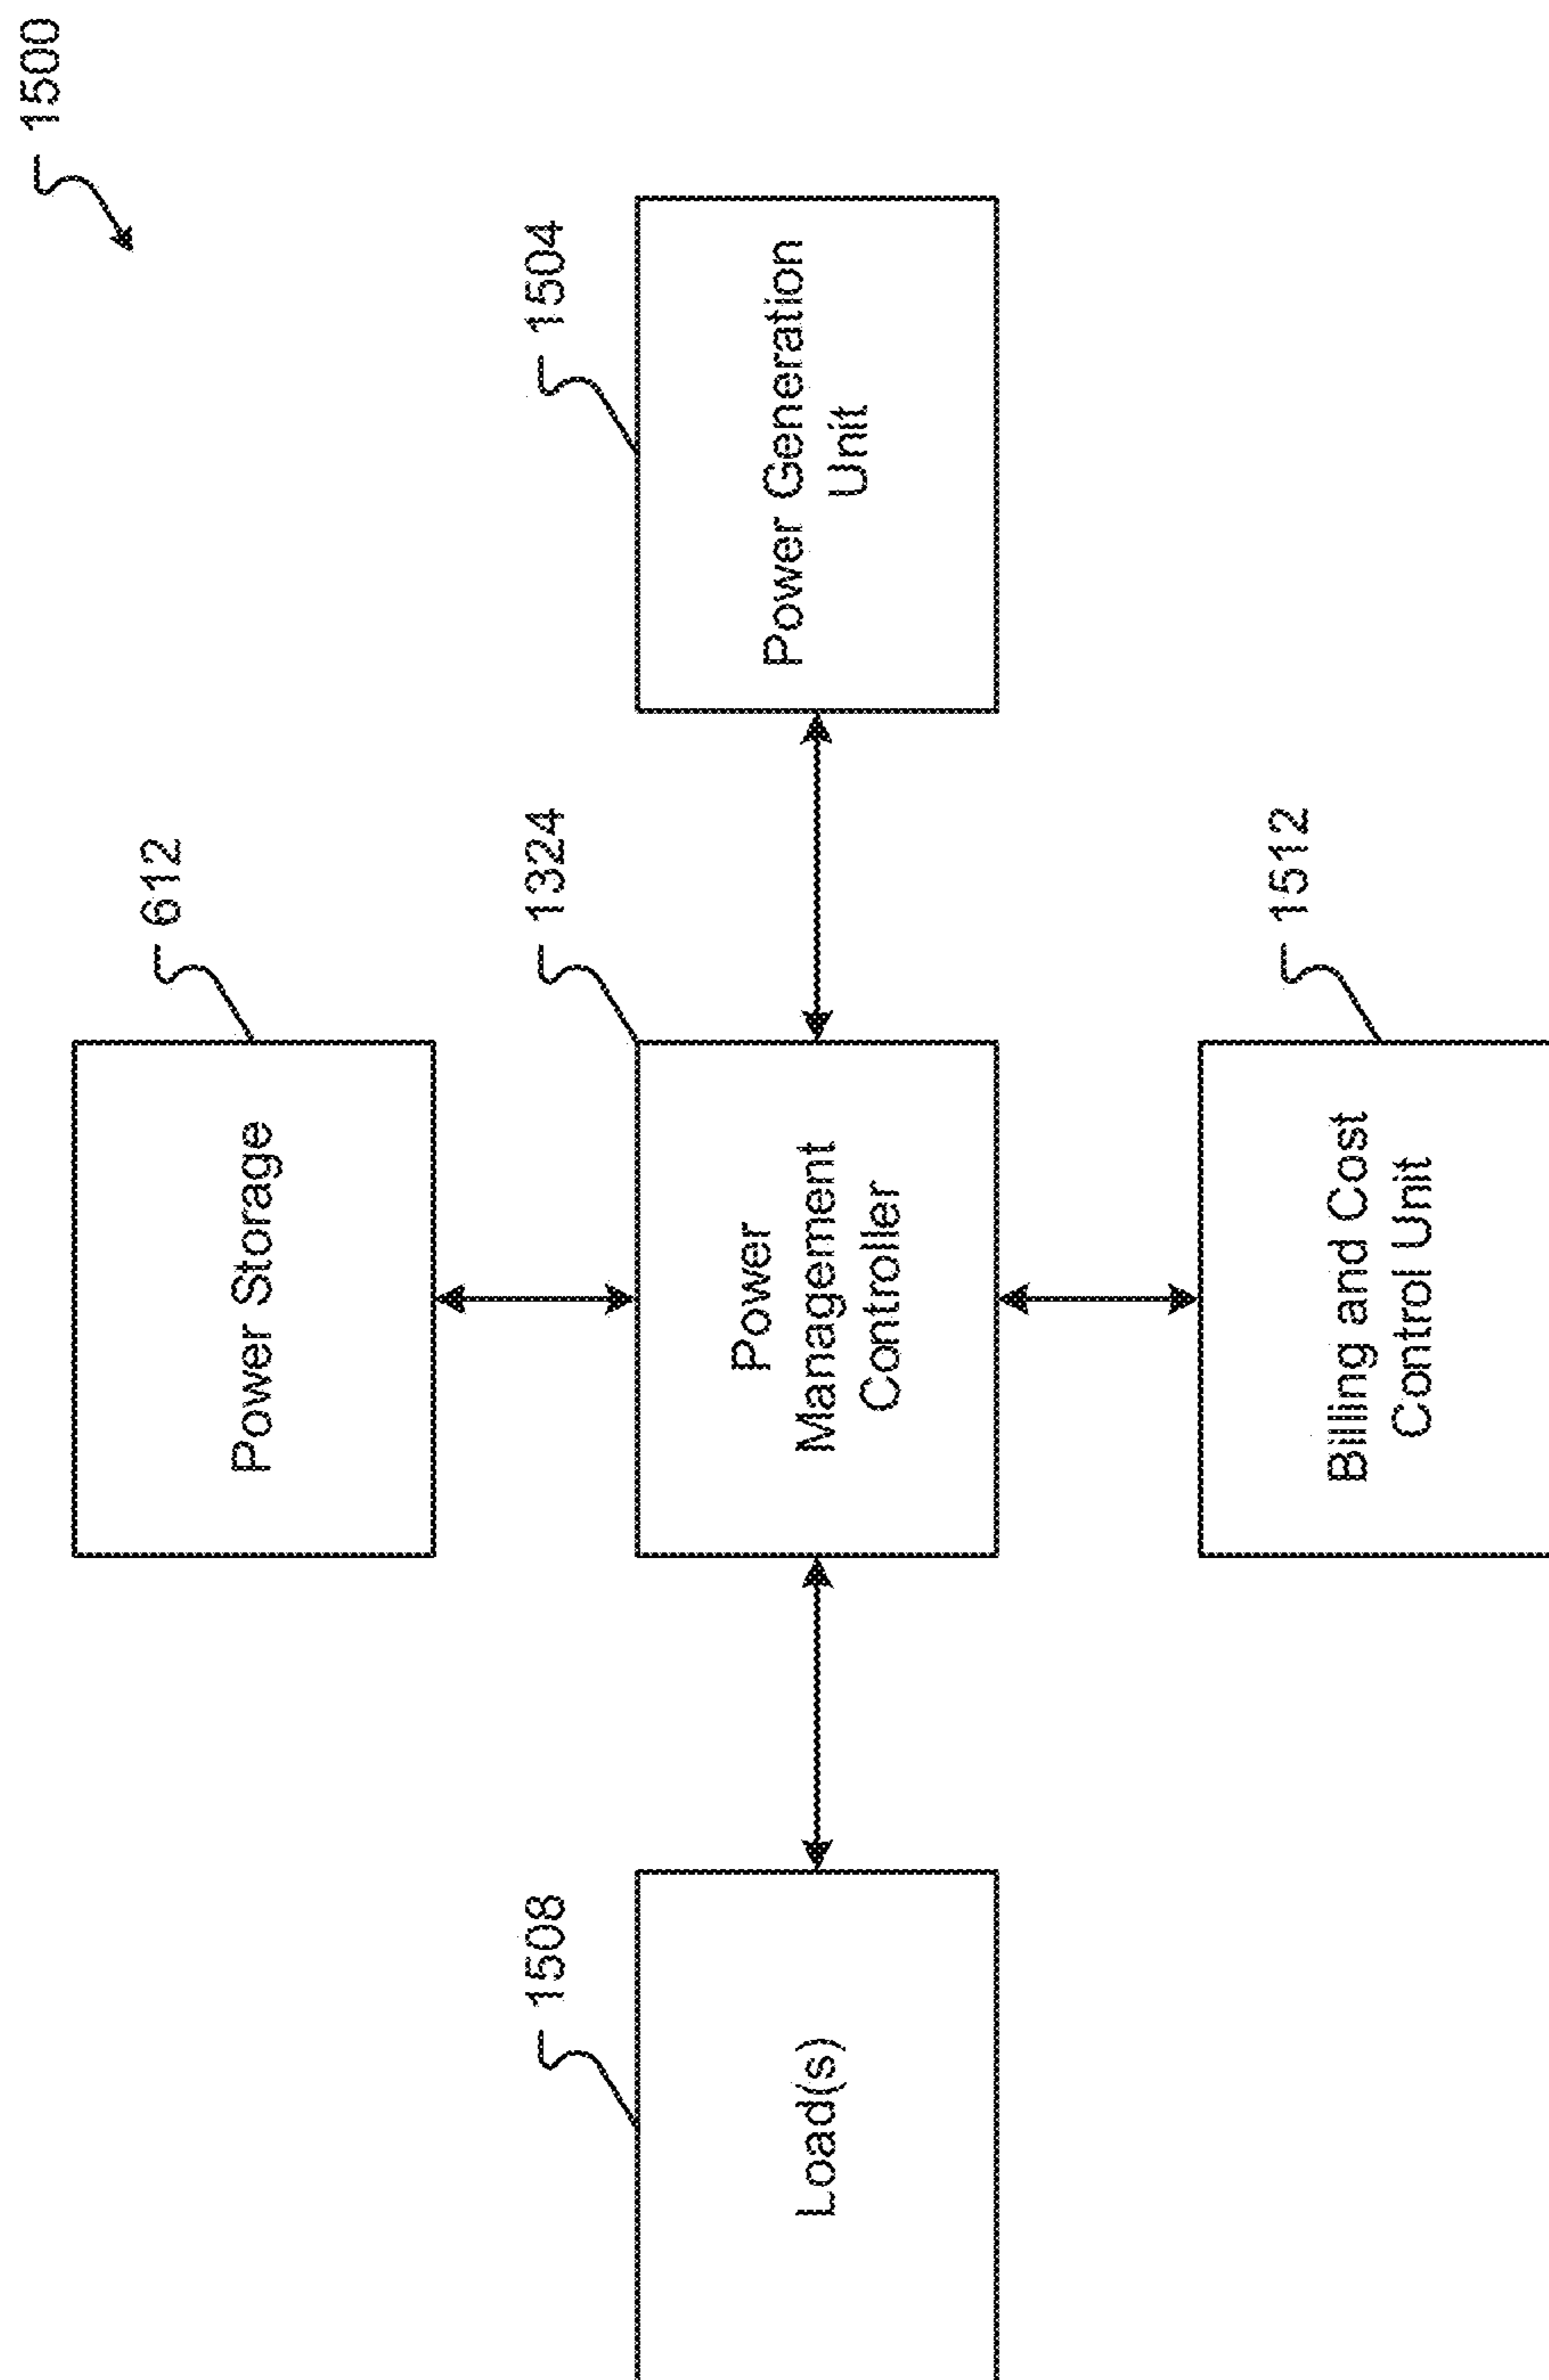 1500
612
Power Storage
1508
Load(s)
1324
Power
Management
Controller
1504
Power Generation
Unit
1512
Billing and Cost
Control Unit